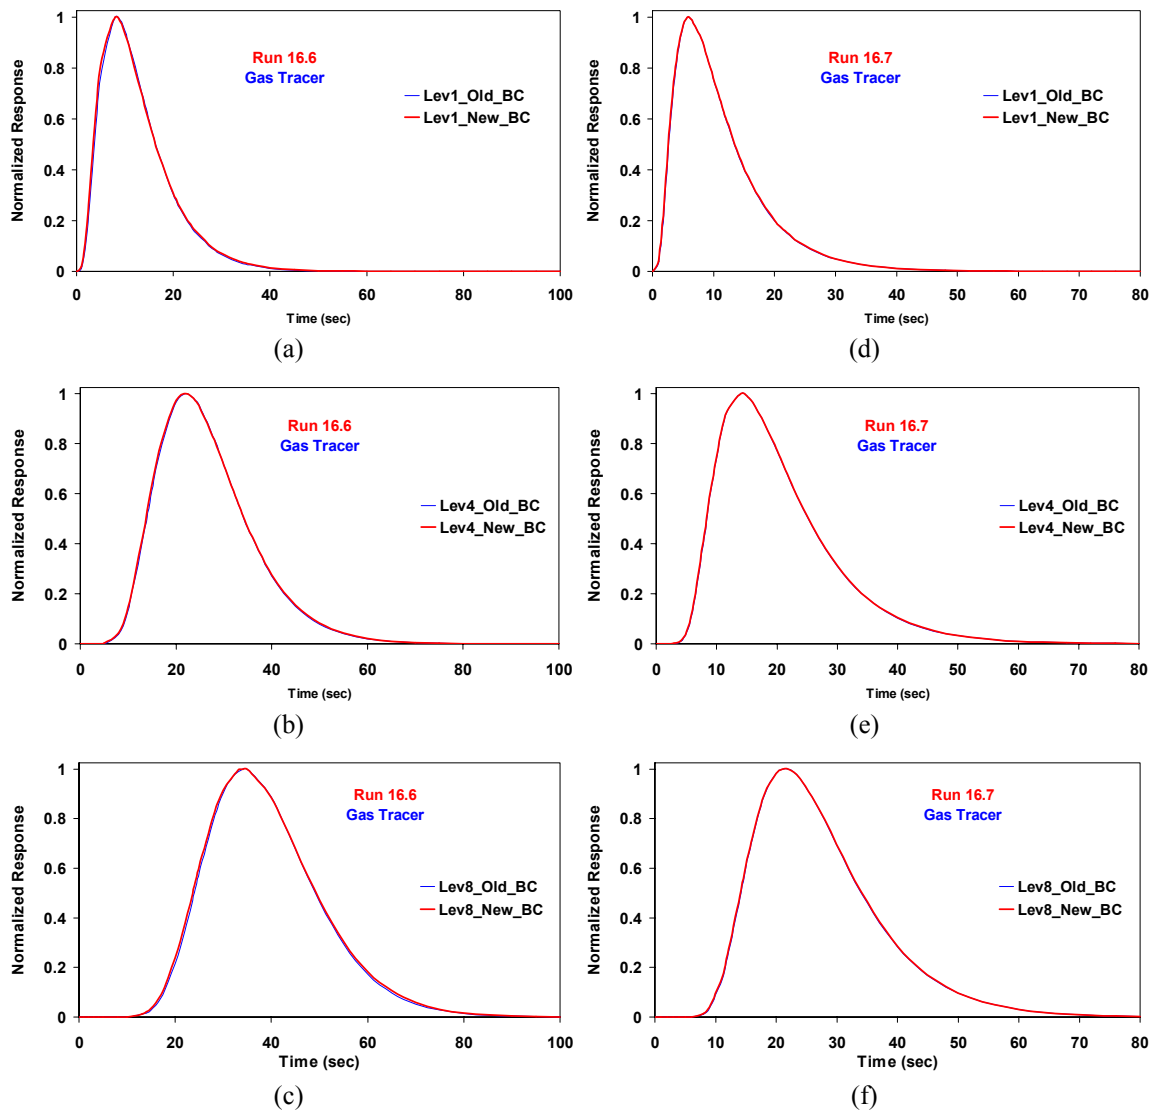 Normalized Response
1
0.8
0.6
0.4
0.2
0
Run 16.6
Gas Tracer
Lev1_Old_BC
Lev1_New_BC
0 20 40 60 80 100
Time (sec)
(a)
Normalized Response
1
0.8
0.6
0.4
0.2
0
Run 16.7
Gas Tracer
Lev1_Old_BC
Lev1_New_BC
0 10 20 30 40 50 60 70 80
Time (sec)
(d)
Normalized Response
1
0.8
0.6
0.4
0.2
0
Run 16.6
Gas Tracer
Lev4_Old_BC
Lev4_New_BC
0 20 40 60 80 100
Time (sec)
(b)
Normalized Response
1
0.8
0.6
0.4
0.2
0
Run 16.7
Gas Tracer
Lev4_Old_BC
Lev4_New_BC
0 10 20 30 40 50 60 70 80
Time (sec)
(e)
Normalized Response
1
0.8
0.6
0.4
0.2
0
Run 16.6
Gas Tracer
Lev8_Old_BC
Lev8_New_BC
0 20 40 60 80 100
Time (sec)
(c)
Normalized Response
1
0.8
0.6
0.4
0.2
0
Run 16.7
Gas Tracer
Lev8_Old_BC
Lev8_New_BC
0 10 20 30 40 50 60 70 80
Time (sec)
(f)